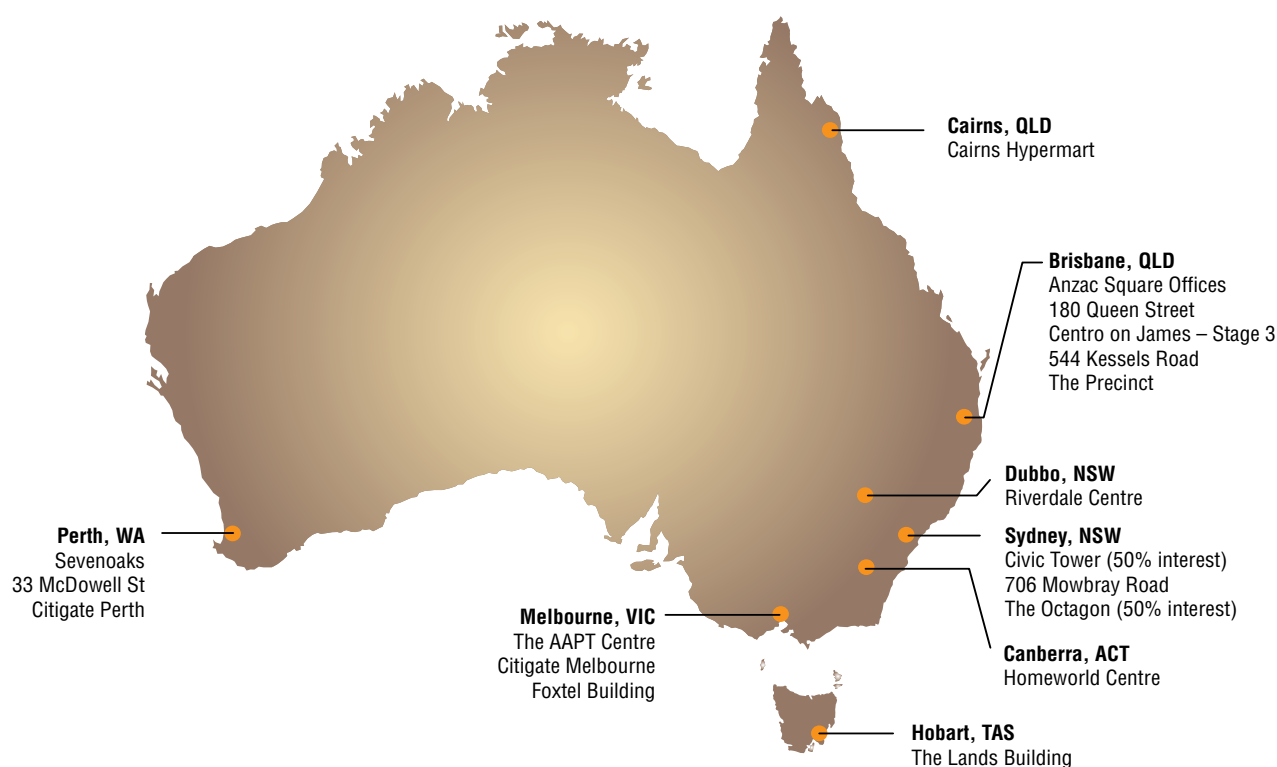 Cairns, QLD
Cairns Hypermart
Brisbane, QLD
Anzac Square Offices
180 Queen Street
Centro on James – Stage 3
544 Kessels Road
The Precinct
Dubbo, NSW
Riverdale Centre
Sydney, NSW
Civic Tower (50% interest)
706 Mowbray Road
The Octagon (50% interest)
Canberra, ACT
Homeworld Centre
Perth, WA
Sevenoaks
33 McDowell St
Citigate Perth
Melbourne, VIC
The AAPT Centre
Citigate Melbourne
Foxtel Building
Hobart, TAS
The Lands Building